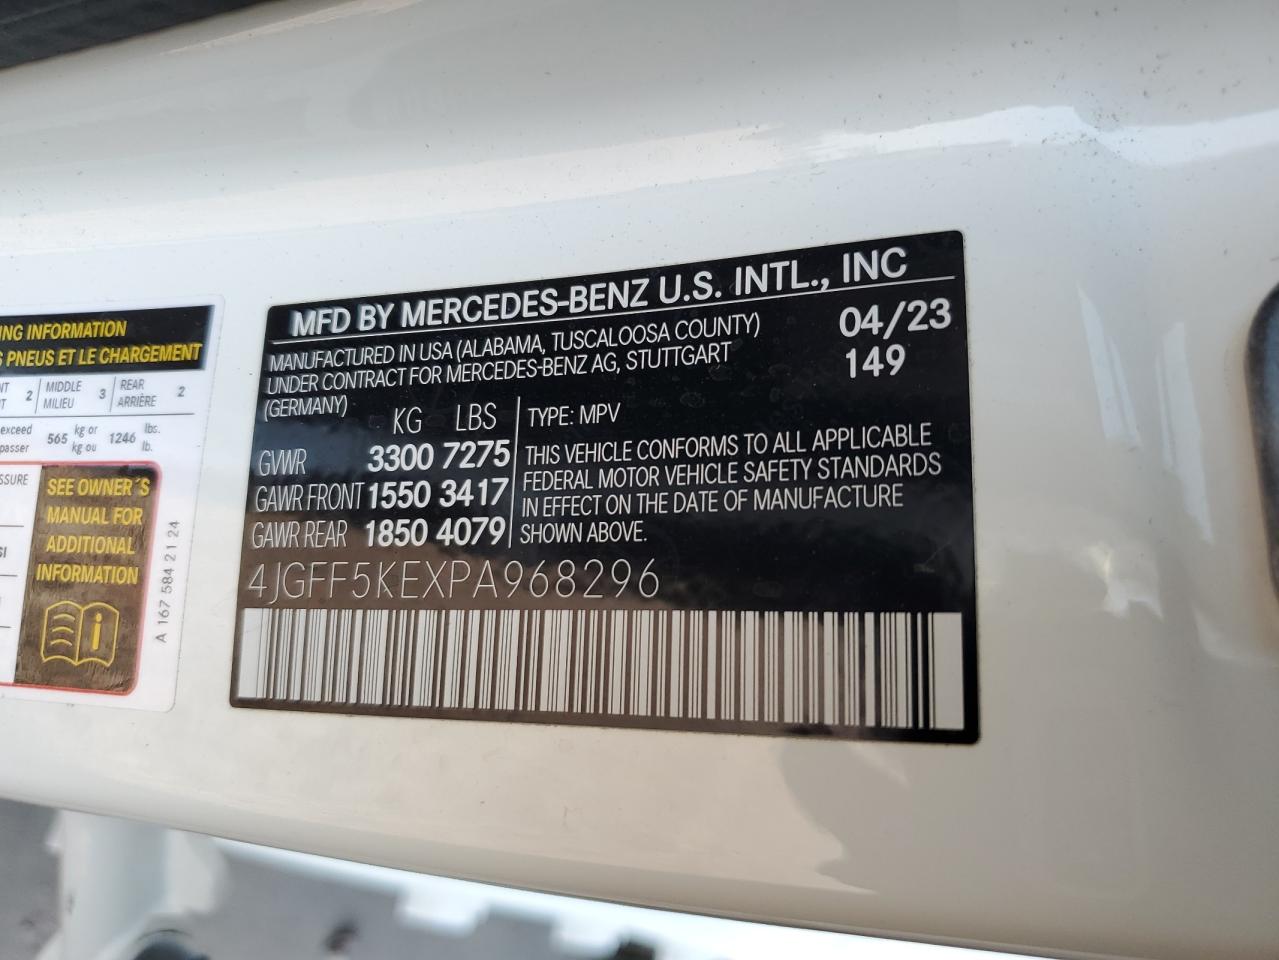 MFD BY MERCEDES-BENZ U.S. INTL., INC
MANUFACTURED IN USA (ALABAMA, TUSCALOOSA COUNTY)
UNDER CONTRACT FOR MERCEDES-BENZ AG, STUTTGART
(GERMANY)
04/23
149
KG LBS
GVWR 3300 7275
GAWR FRONT 1550 3417
GAWR REAR 1850 4079
TYPE: MPV
THIS VEHICLE CONFORMS TO ALL APPLICABLE
FEDERAL MOTOR VEHICLE SAFETY STANDARDS
IN EFFECT ON THE DATE OF MANUFACTURE
SHOWN ABOVE.
4JGFF5KEXPA968296
INFORMATION
PNEUS ET LE CHARGEMENT
2 MIDDLE 3 REAR 2
MILIEU ARRIÈRE
exceed 565 kg or 1246 lbs.
kg ou lb.
SEE OWNER'S
MANUAL FOR
ADDITIONAL
INFORMATION
i
A 167 584 21 24